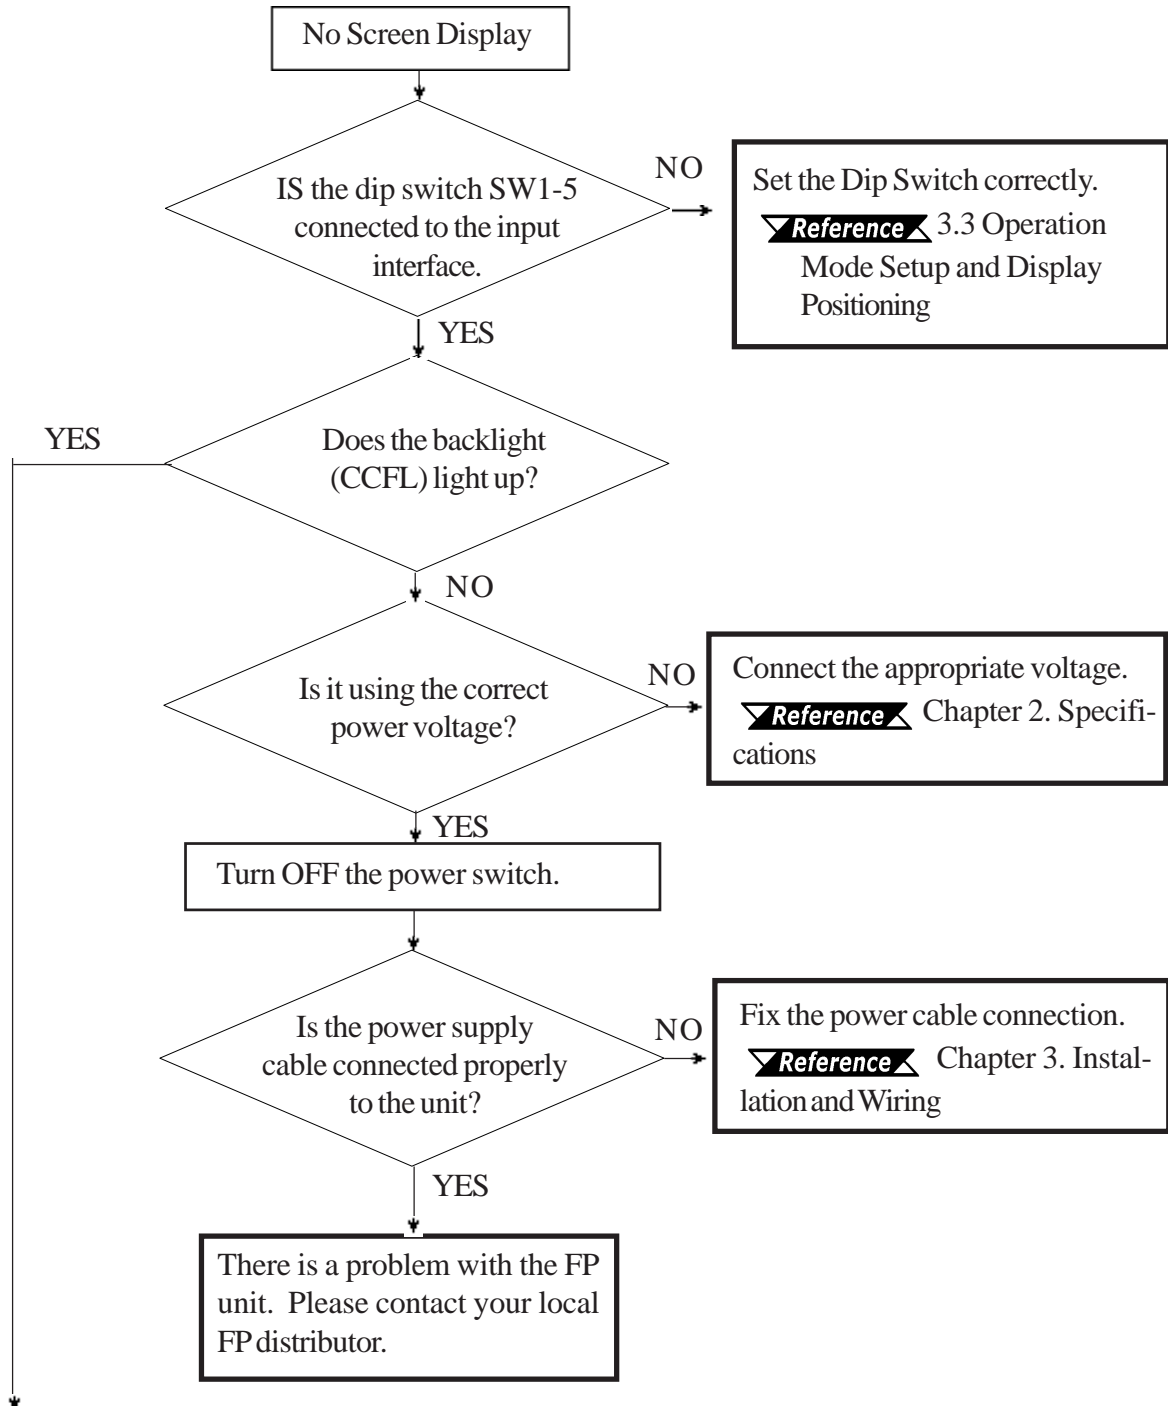 No Screen Display
IS the dip switch SW1-5
connected to the input
interface.
NO
Set the Dip Switch correctly.
Reference 3.3 Operation
Mode Setup and Display
Positioning
YES
YES
Does the backlight
(CCFL) light up?
NO
Is it using the correct
power voltage?
NO
Connect the appropriate voltage.
Reference Chapter 2. Specifi-
cations
YES
Turn OFF the power switch.
Is the power supply
cable connected properly
to the unit?
NO
Fix the power cable connection.
Reference Chapter 3. Instal-
lation and Wiring
YES
There is a problem with the FP
unit. Please contact your local
FP distributor.